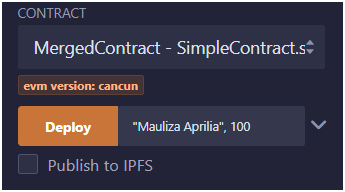 CONTRACT
MergedContract - SimpleContract.s
evm version: cancun
Deploy "Mauliza Aprilia", 100
Publish to IPFS